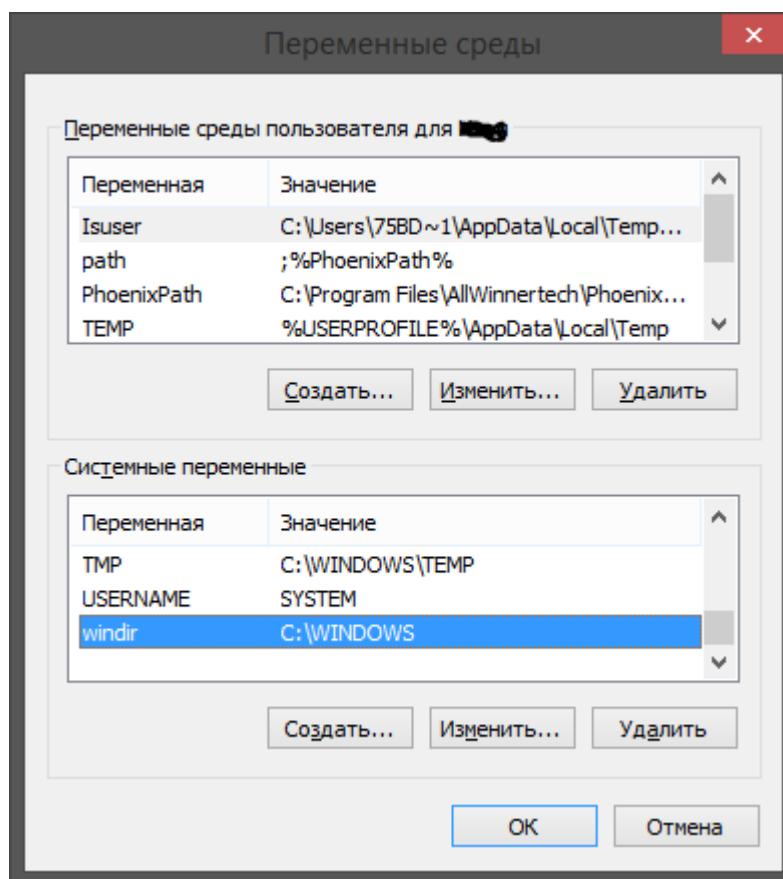 Переменные среды
Переменные среды пользователя для
Переменная Значение
Isuser C:\Users\75BD~1\AppData\Local\Temp...
path ;%PhoenixPath%
PhoenixPath C:\Program Files\AllWinnertech\Phoenix...
TEMP %USERPROFILE%\AppData\Local\Temp
Создать... Изменить... Удалить
Системные переменные
Переменная Значение
TMP C:\WINDOWS\TEMP
USERNAME SYSTEM
windir C:\WINDOWS
Создать... Изменить... Удалить
OK Отмена